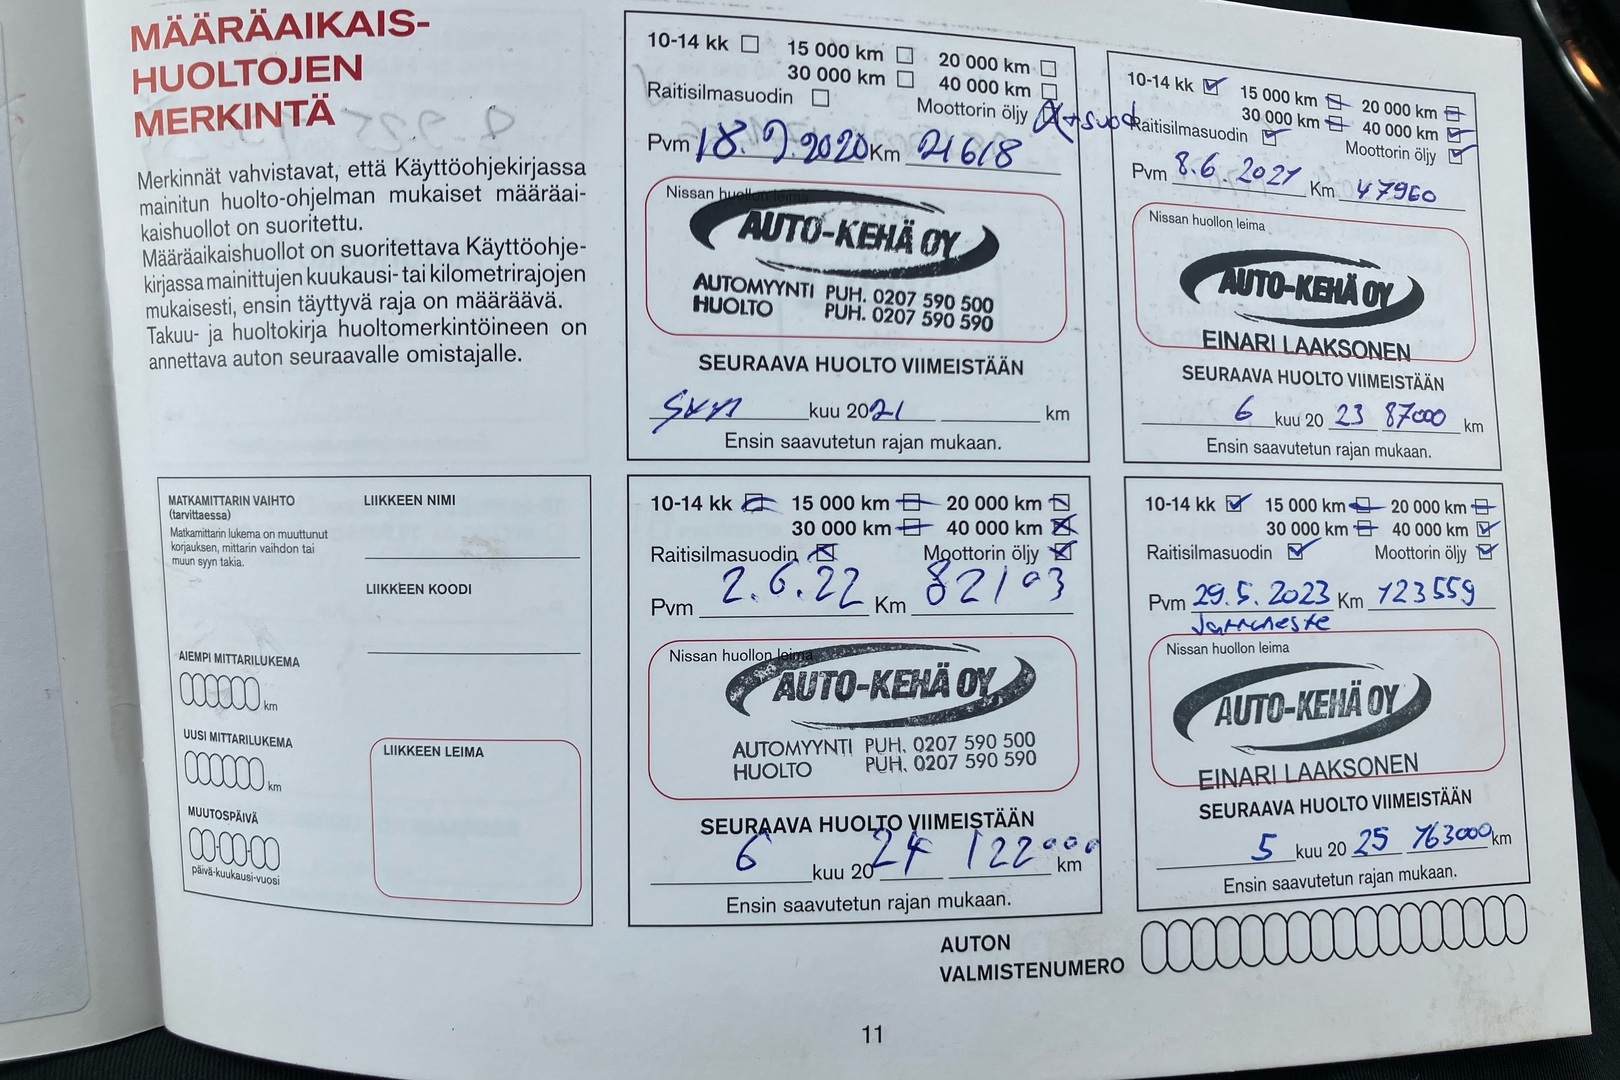 MÄÄRÄAIKAIS-
HUOLTOJEN
MERKINTÄ
Merkinnät vahvistavat, että Käyttöohjekirjassa
mainitun huolto-ohjelman mukaiset määräai-
kaishuollot on suoritettu.
Määräaikaishuollot on suoritettava Käyttöohje-
kirjassa mainittujen kuukausi- tai kilometrirajojen
mukaisesti, ensin täyttyvä raja on määräävä.
Takuu- ja huoltokirja huoltomerkintöineen on
annettava auton seuraavalle omistajalle.
MATKAMITTARIN VAIHTO
(tarvittaessa)
Matkamittarin lukema on muuttunut
korjauksen, mittarin vaihdon tai
muun syyn takia.
AIEMPI MITTARILUKEMA
km
UUSI MITTARILUKEMA
km
MUUTOSPÄIVÄ
päivä-kuukausi-vuosi
LIIKKEEN NIMI
LIIKKEEN KOODI
LIIKKEEN LEIMA
10-14 kk 15 000 km 20 000 km
30 000 km 40 000 km
Raitisilmasuodin Moottorin öljy +suod
Pvm 18.9.2020 Km 21618
Nissan huollon leima
AUTO-KEHÄ OY
AUTOMYYNTI PUH. 0207 590 500
HUOLTO PUH. 0207 590 590
SEURAAVA HUOLTO VIIMEISTÄÄN
syys kuu 2021 km
Ensin saavutetun rajan mukaan.
10-14 kk 15 000 km 20 000 km
30 000 km 40 000 km
Raitisilmasuodin Moottorin öljy
Pvm 8.6 2021 Km 47960
Nissan huollon leima
AUTO-KEHÄ OY
EINARI LAAKSONEN
SEURAAVA HUOLTO VIIMEISTÄÄN
6 kuu 20 23 87000 km
Ensin saavutetun rajan mukaan.
10-14 kk 15 000 km 20 000 km
30 000 km 40 000 km
Raitisilmasuodin Moottorin öljy
Pvm 2.6.22 Km 82103
Nissan huollon leima
AUTO-KEHÄ OY
AUTOMYYNTI PUH. 0207 590 500
HUOLTO PUH. 0207 590 590
SEURAAVA HUOLTO VIIMEISTÄÄN
6 kuu 20 24 122000 km
Ensin saavutetun rajan mukaan.
10-14 kk 15 000 km 20 000 km
30 000 km 40 000 km
Raitisilmasuodin Moottorin öljy
Pvm 29.5.2023 Km 123559
Jarruneste
Nissan huollon leima
AUTO-KEHÄ OY
EINARI LAAKSONEN
SEURAAVA HUOLTO VIIMEISTÄÄN
5 kuu 20 25 163000 km
Ensin saavutetun rajan mukaan.
AUTON
VALMISTENUMERO
11